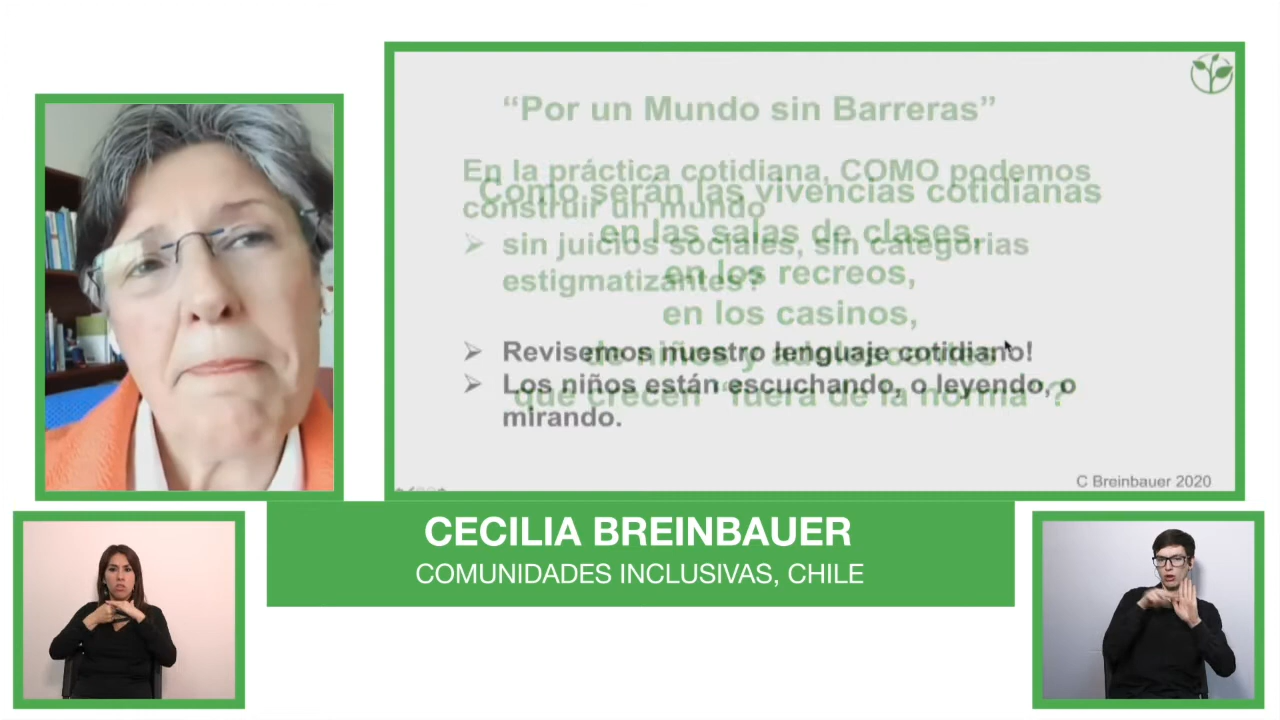 “Por un Mundo sin Barreras”
En la práctica cotidiana, COMO podemos
construir un mundo
sin juicios sociales, sin categorias
estigmatizantes?
Revisemos nuestro lenguaje cotidiano!
Los niños están escuchando, o leyendo, o
mirando.
Como serán las vivencias cotidianas
en las salas de clases,
en los recreos,
en los casinos,
de niños y adolescentes
que crecen “fuera de la norma”?
C Breinbauer 2020
CECILIA BREINBAUER
COMUNIDADES INCLUSIVAS, CHILE